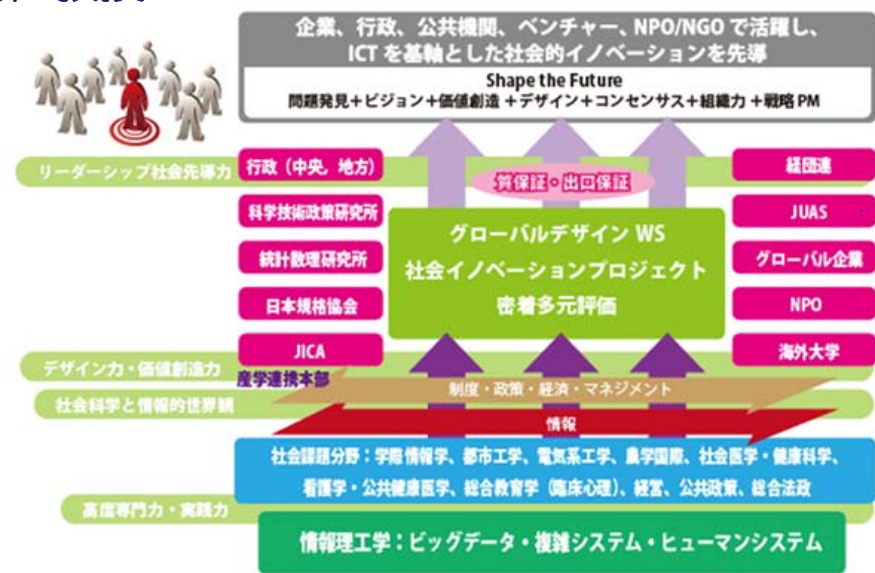 企業、行政、公共機関、ベンチャー、NPO/NGOで活躍し、
ICTを基軸とした社会的イノベーションを先導
Shape the Future
問題発見+ビジョン+価値創造+デザイン+コンセンサス+組織力+戦略PM
リーダーシップ社会先導力
行政（中央，地方）
質保証・出口保証
経団連
科学技術政策研究所
JUAS
統計数理研究所
グローバル企業
日本規格協会
NPO
JICA
海外大学
グローバルデザインWS
社会イノベーションプロジェクト
密着多元評価
デザイン力・価値創造力
産学連携本部
制度・政策・経済・マネジメント
社会科学と情報的世界観
情報
社会課題分野：学際情報学、都市工学、電気系工学、農学国際、社会医学・健康科学、
看護学・公共健康医学、総合教育学（臨床心理）、経営、公共政策、総合法政
高度専門力・実践力
情報理工学：ビッグデータ・複雑システム・ヒューマンシステム